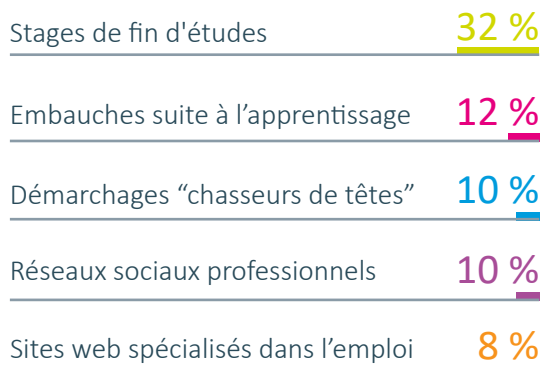 Stages de fin d'études 32 %
Embauches suite à l’apprentissage 12 %
Démarchages “chasseurs de têtes” 10 %
Réseaux sociaux professionnels 10 %
Sites web spécialisés dans l’emploi 8 %